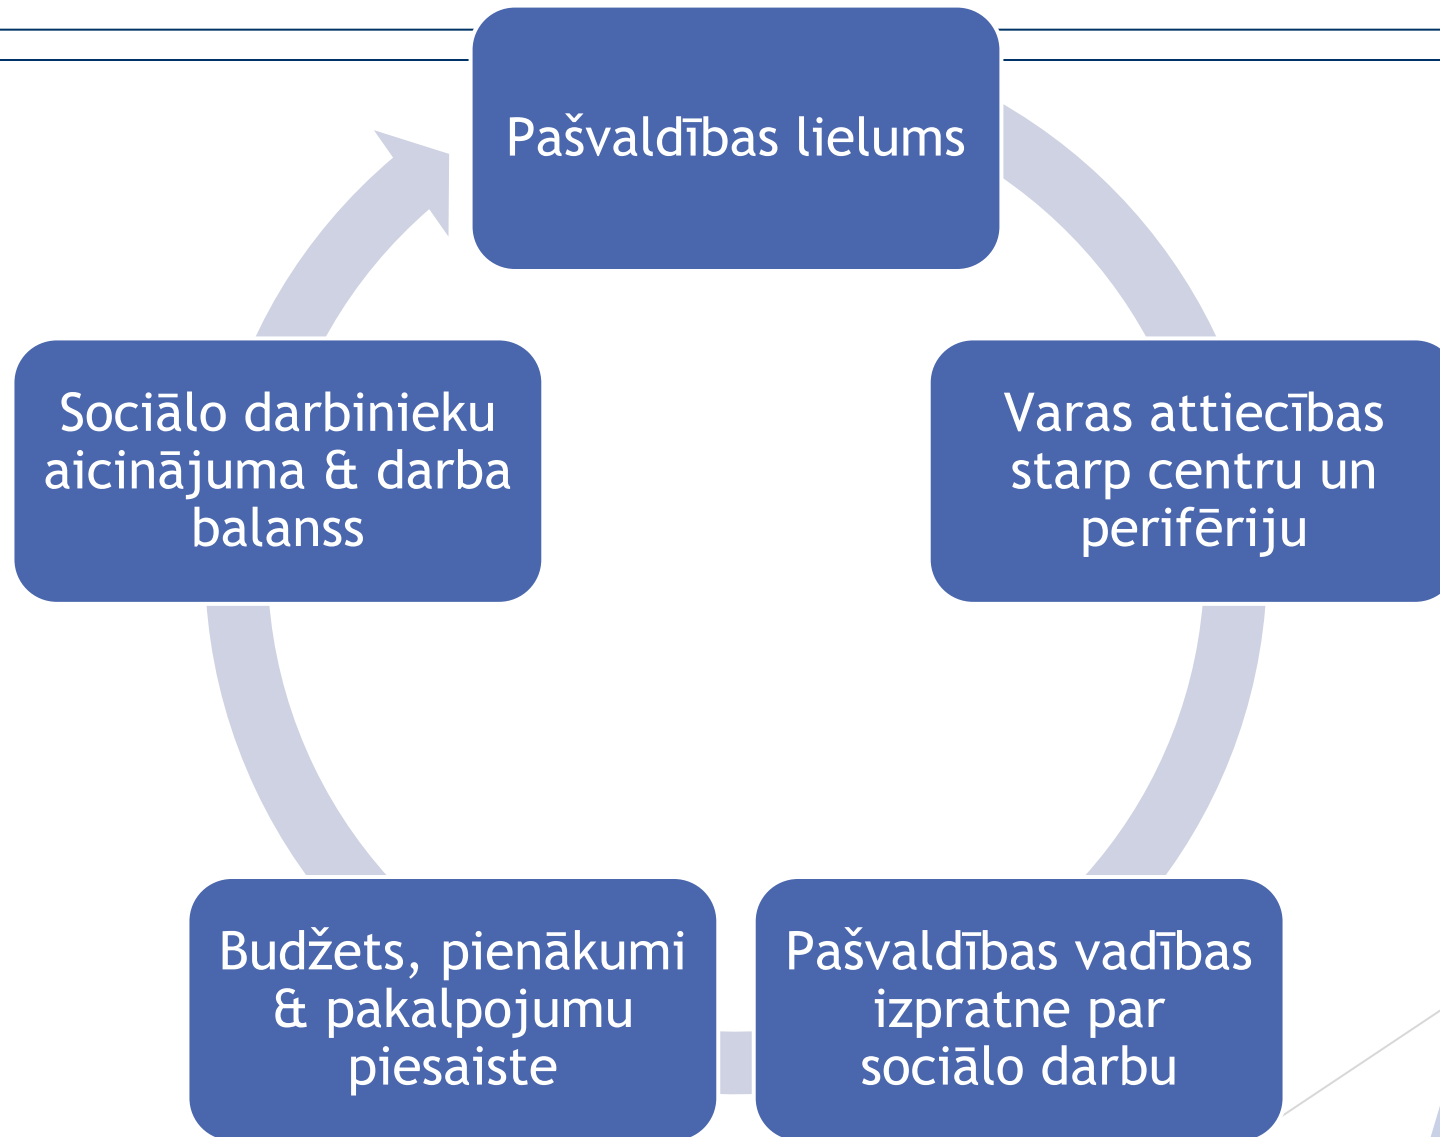 Pašvaldības lielums
Varas attiecības
starp centru un
perifēriju
Pašvaldības vadības
izpratne par
sociālo darbu
Budžets, pienākumi
& pakalpojumu
piesaiste
Sociālo darbinieku
aicinājuma & darba
balanss